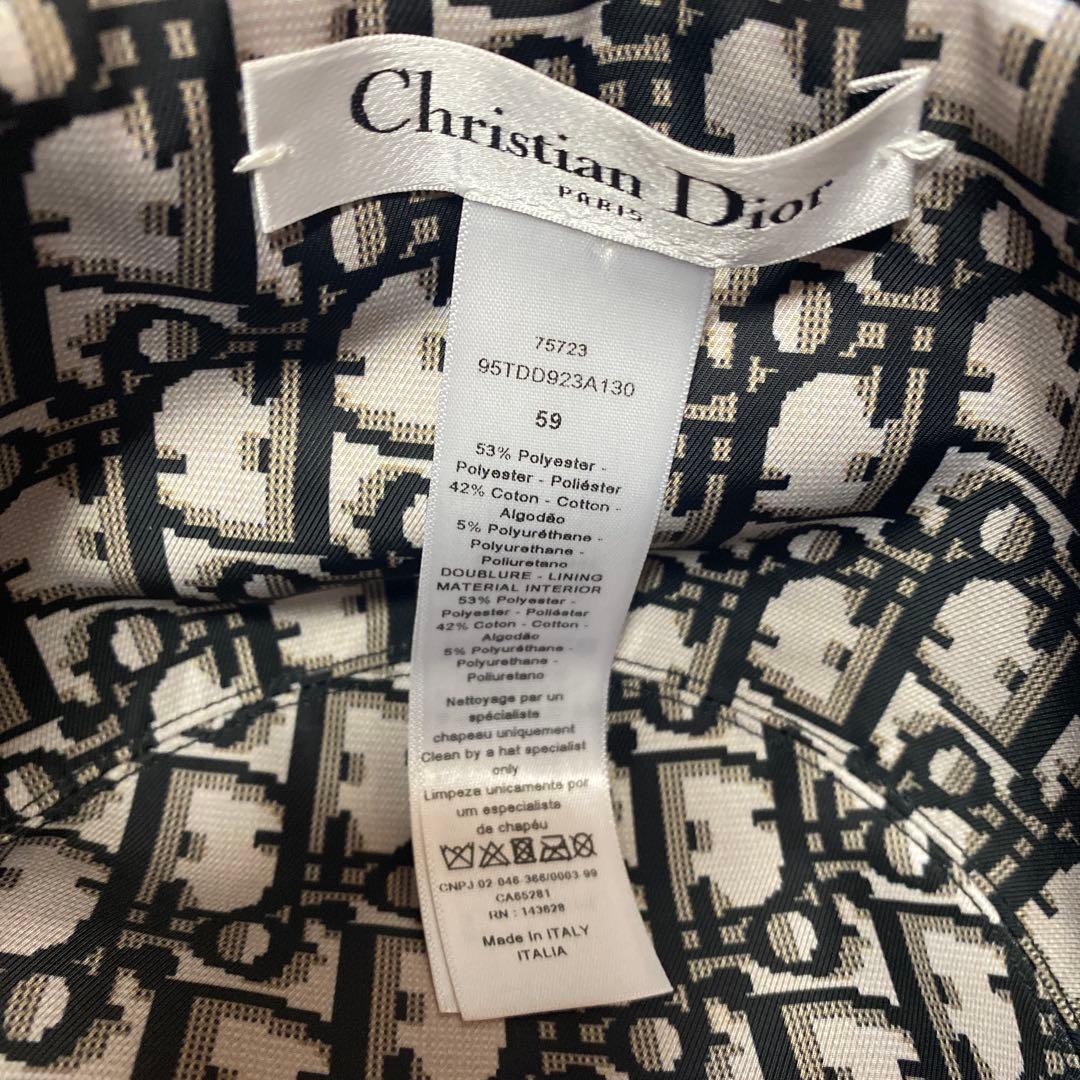 Christian Dior
PARIS
75723
95TDD923A130
59
53% Polyester -
Polyester - Poliéster
42% Coton - Cotton -
Algodão
5% Polyuréthane -
Polyurethane -
Poliuretano
DOUBLURE - LINING
MATERIAL INTERIOR
53% Polyester -
Polyester - Poliéster
42% Coton - Cotton -
Algodão
5% Polyuréthane -
Polyurethane -
Poliuretano
Nettoyage par un
spécialiste
chapeau uniquement
Clean by a hat specialist
only
Limpeza unicamente por
um especialista
de chapéu
CNPJ 02 046 366/0003 99
CA65281
RN : 143628
Made In ITALY
ITALIA